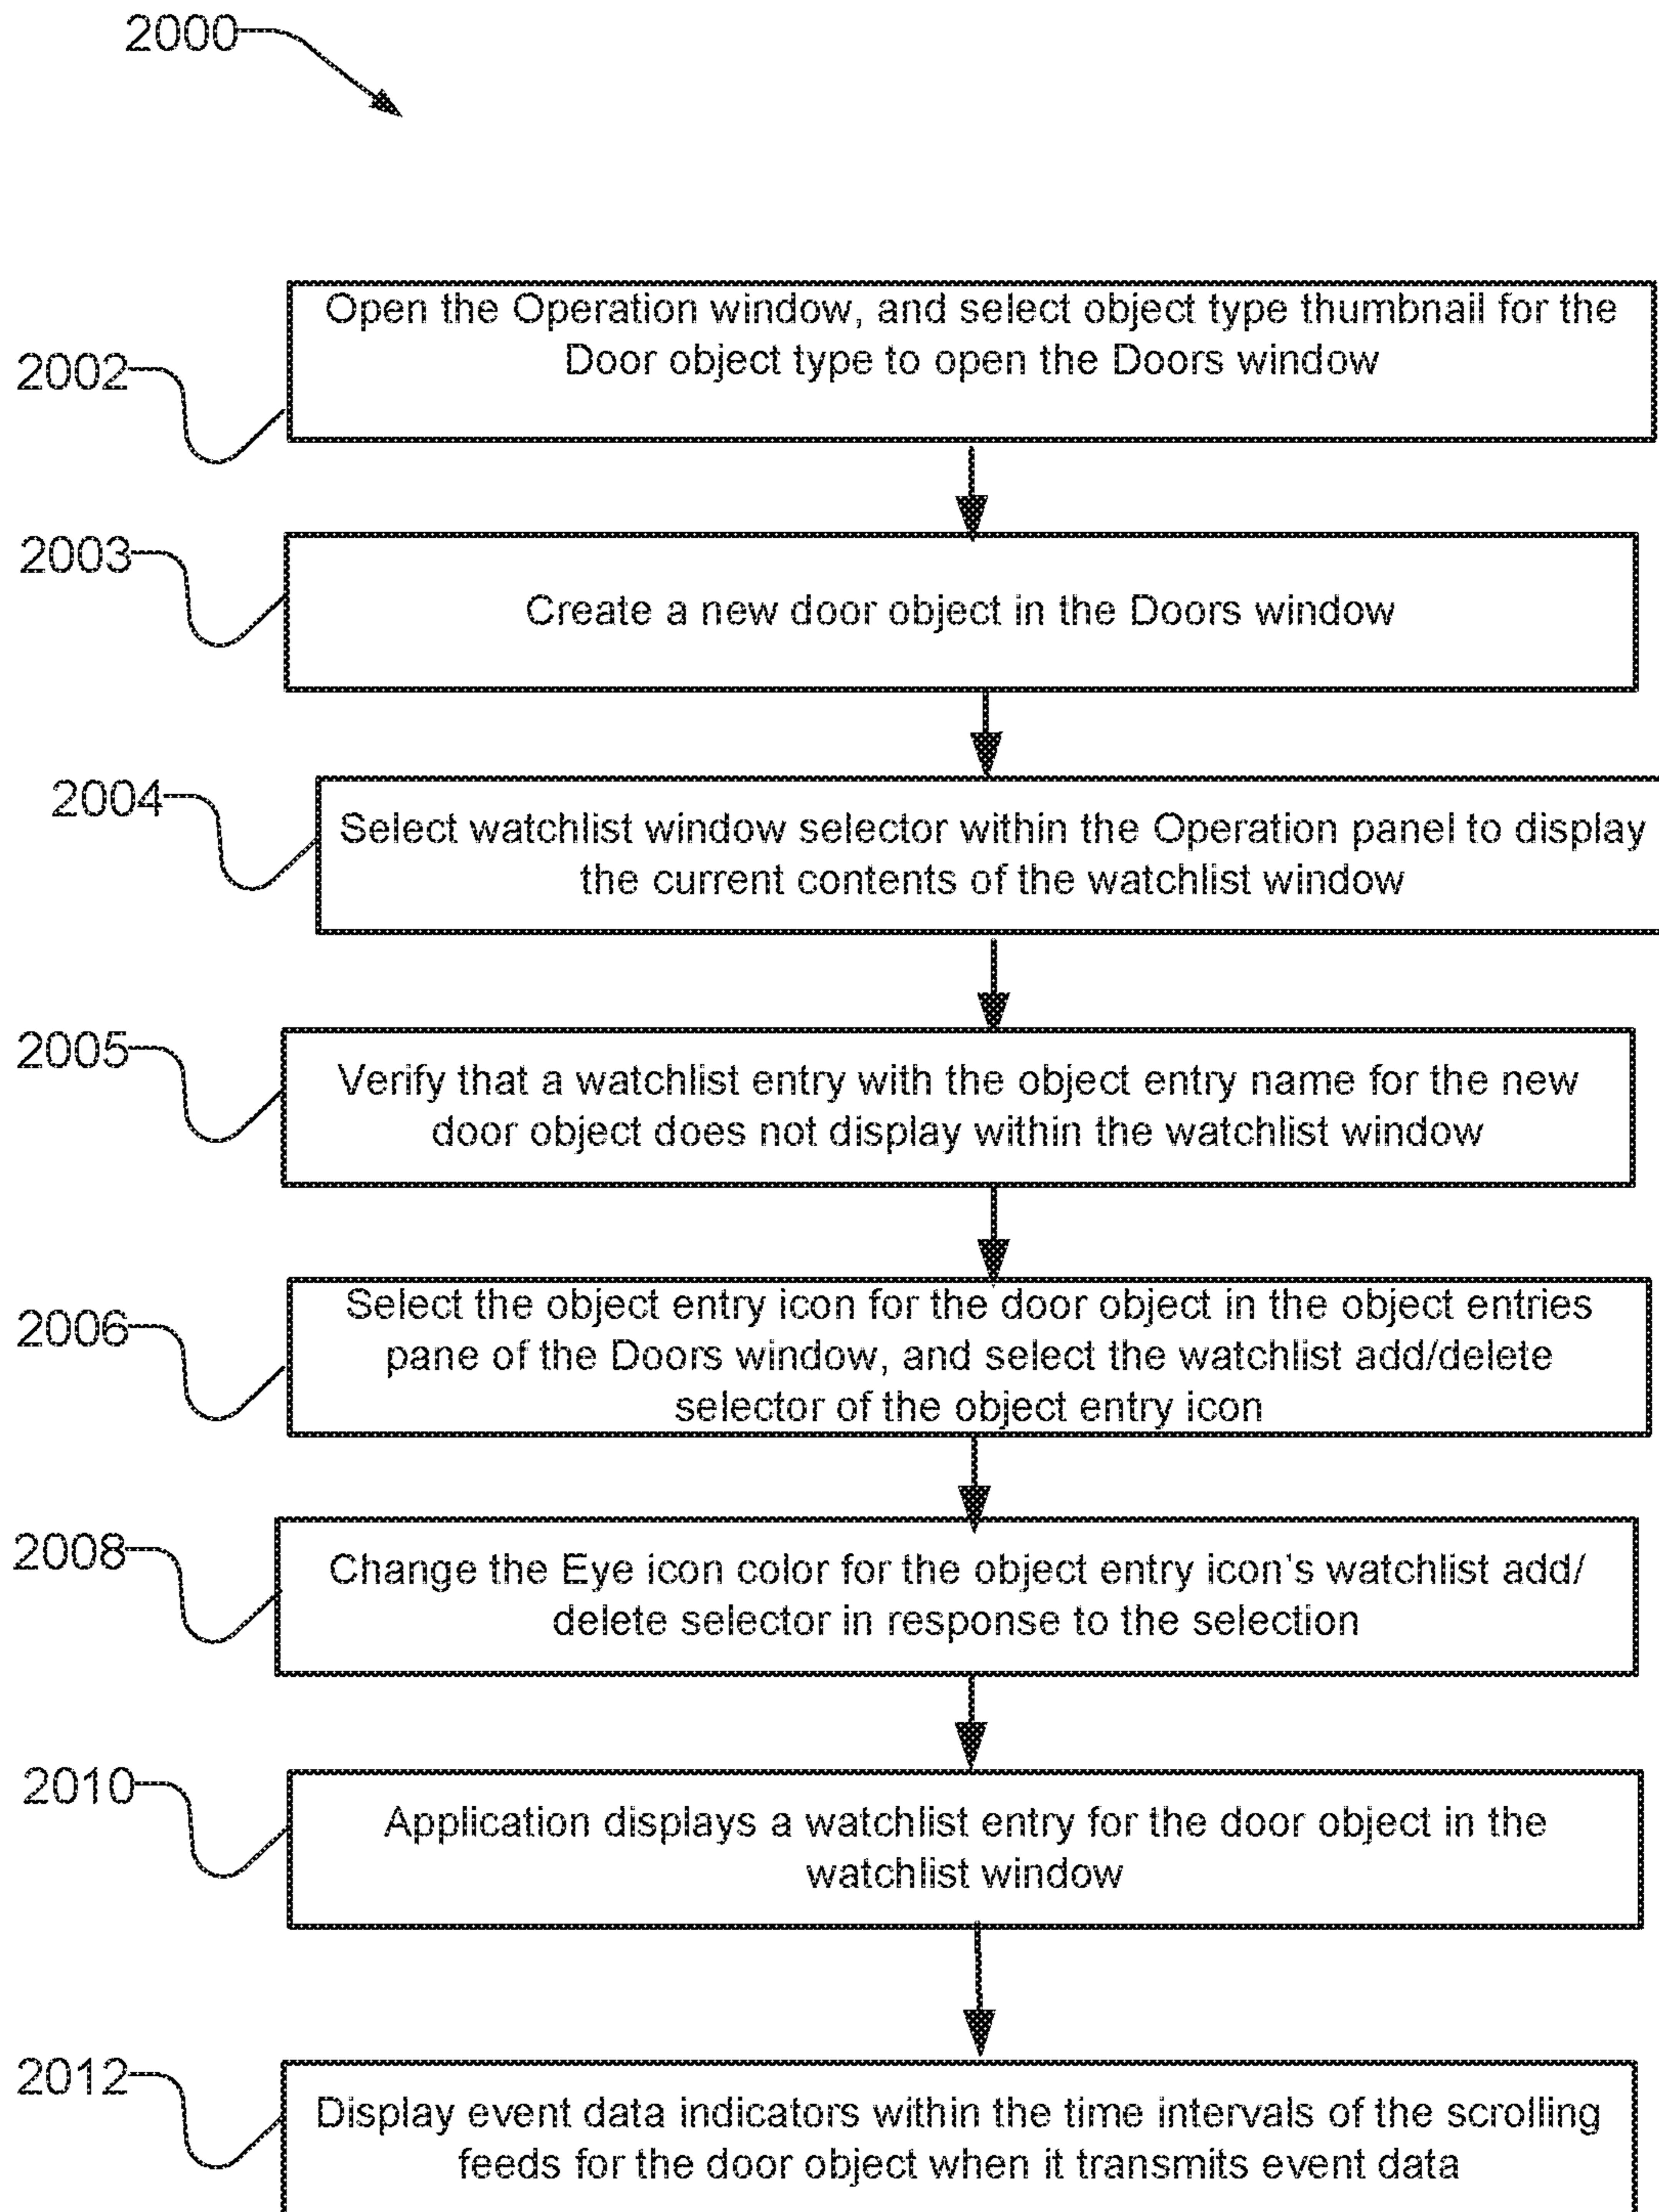 2000
2002
Open the Operation window, and select object type thumbnail for the
Door object type to open the Doors window
2003
Create a new door object in the Doors window
2004
Select watchlist window selector within the Operation panel to display
the current contents of the watchlist window
2005
Verify that a watchlist entry with the object entry name for the new
door object does not display within the watchlist window
2006
Select the object entry icon for the door object in the object entries
pane of the Doors window, and select the watchlist add/delete
selector of the object entry icon
2008
Change the Eye icon color for the object entry icon's watchlist add/
delete selector in response to the selection
2010
Application displays a watchlist entry for the door object in the
watchlist window
2012
Display event data indicators within the time intervals of the scrolling
feeds for the door object when it transmits event data